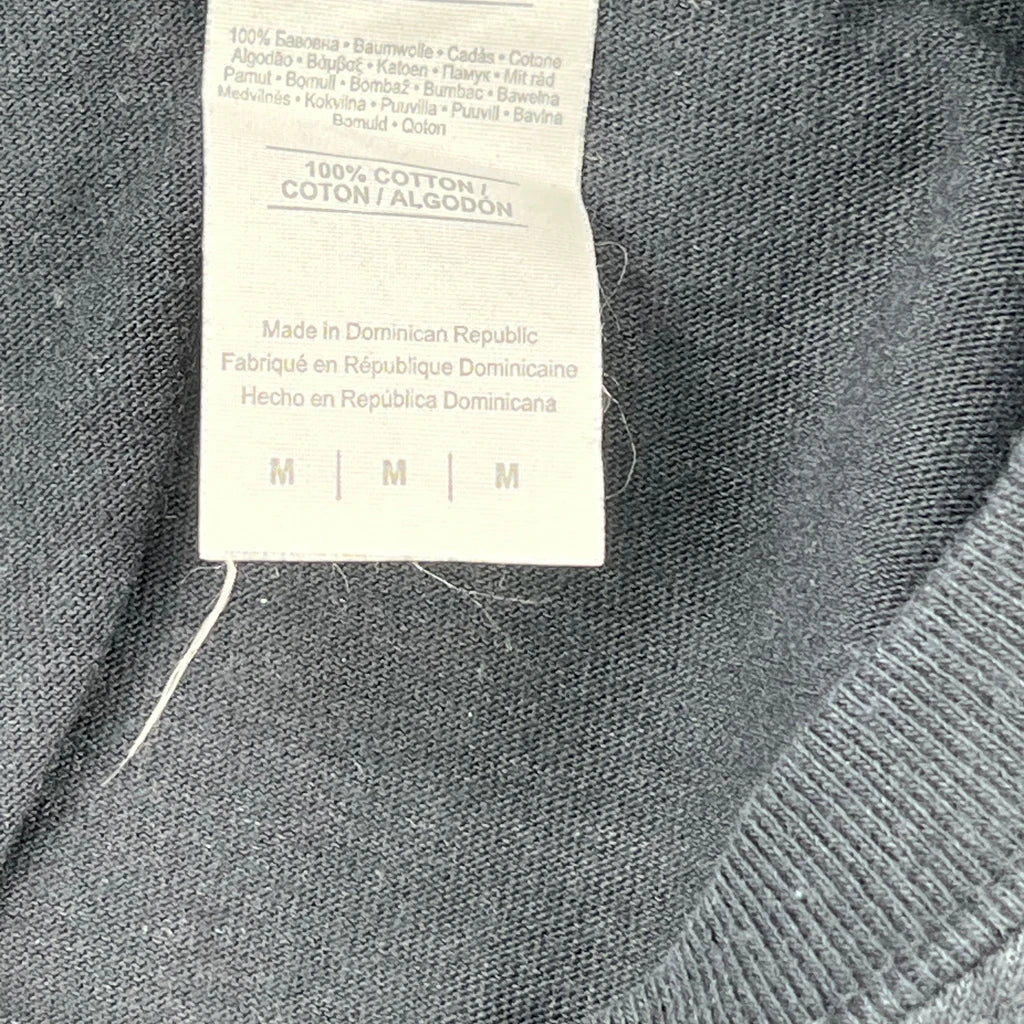 100% Бавовна • Baumwolle • Cadás • Cotone
Algodão • Βάμβαξ • Katoen • Памук • Mit rád
Pamut • Bomull • Bombaž • Bumbac • Bawełna
Medvilnės • Kokvilna • Puuvilla • Puuvill • Bavlna
Bomuld • Qoton
100% COTTON /
COTON / ALGODÓN
Made in Dominican Republic
Fabriqué en République Dominicaine
Hecho en República Dominicana
M | M | M